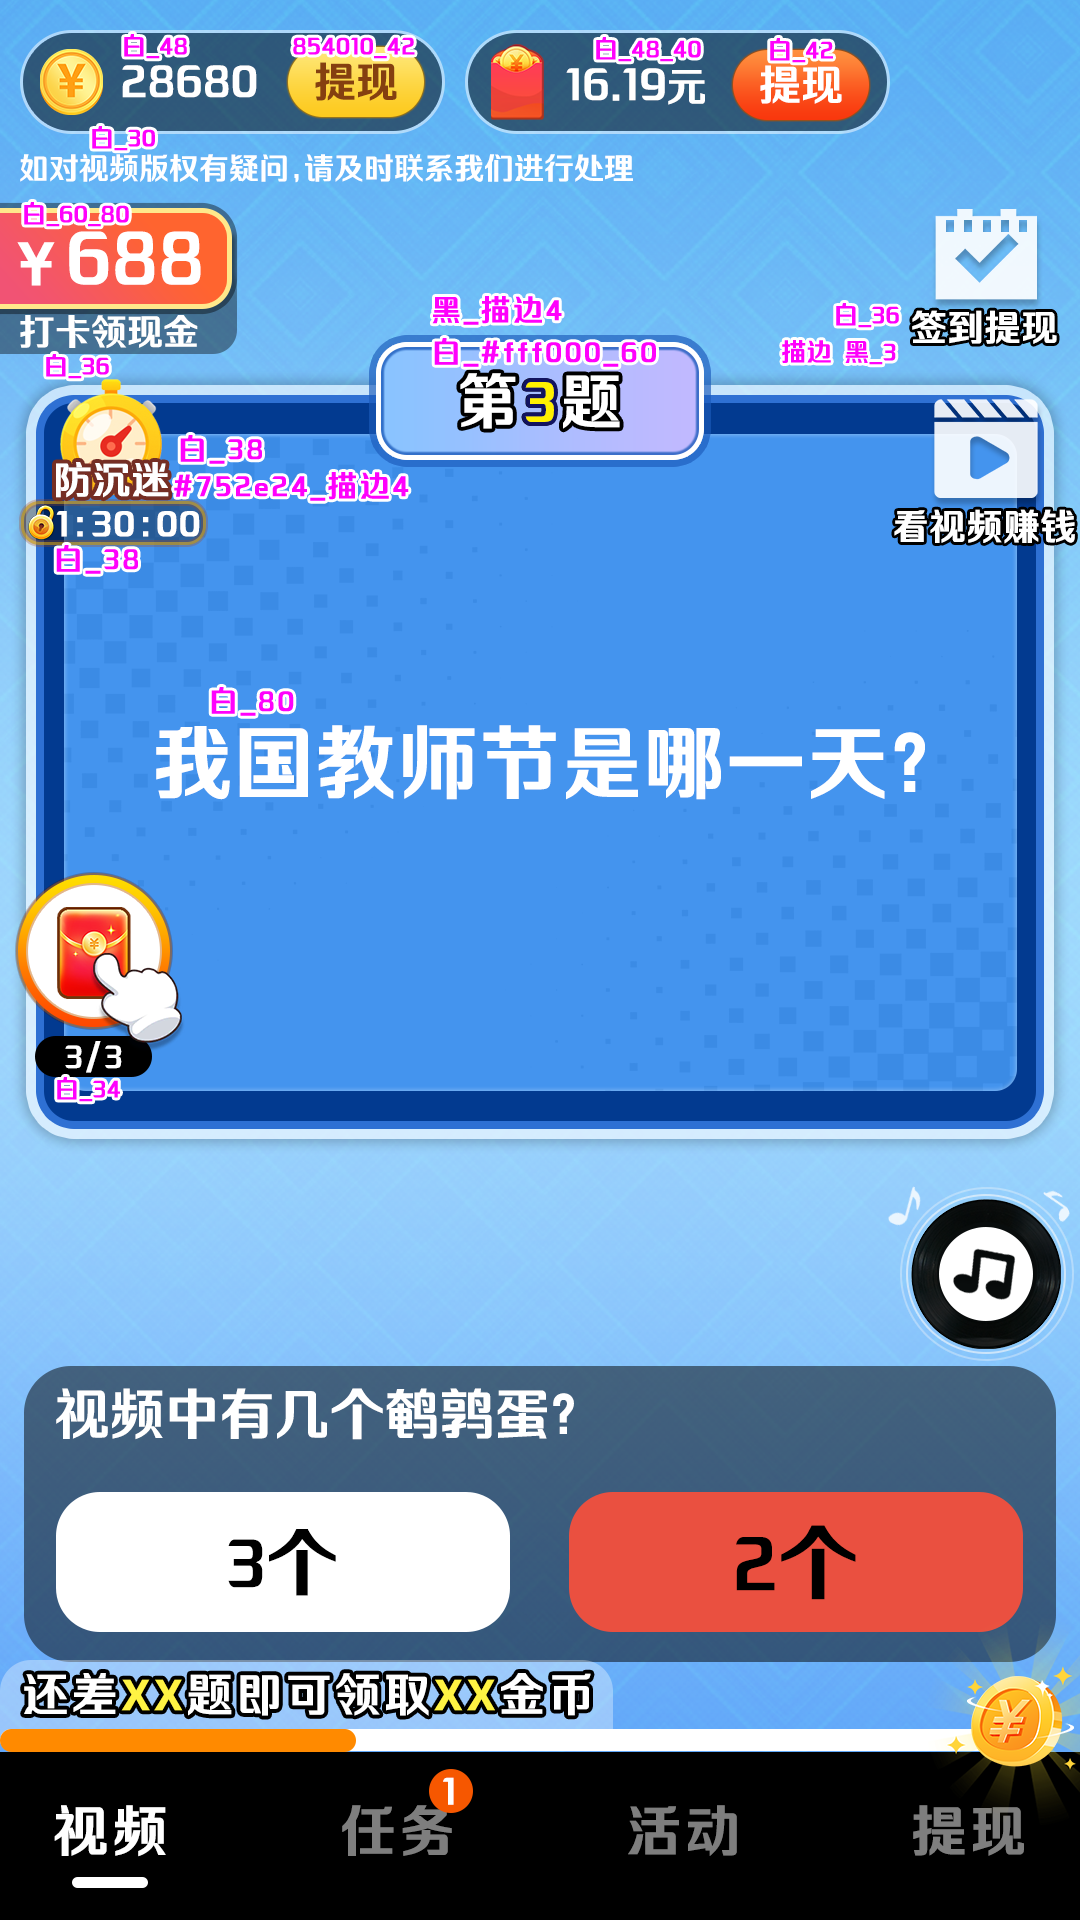 白_48
854010_42
28680
提现
白_48_40
白_42
16.19元
提现
白_30
如对视频版权有疑问,请及时联系我们进行处理
白_60_80
¥688
打卡领现金
白_36
黑_描边4
白_#fff000_60
第3题
白_36
描边 黑_3
签到提现
白_38
防沉迷
#752e24_描边4
1:30:00
白_38
看视频赚钱
白_80
我国教师节是哪一天?
3/3
白_34
视频中有几个鹌鹑蛋?
3个
2个
还差XX题即可领取XX金币
视频
任务
1
活动
提现